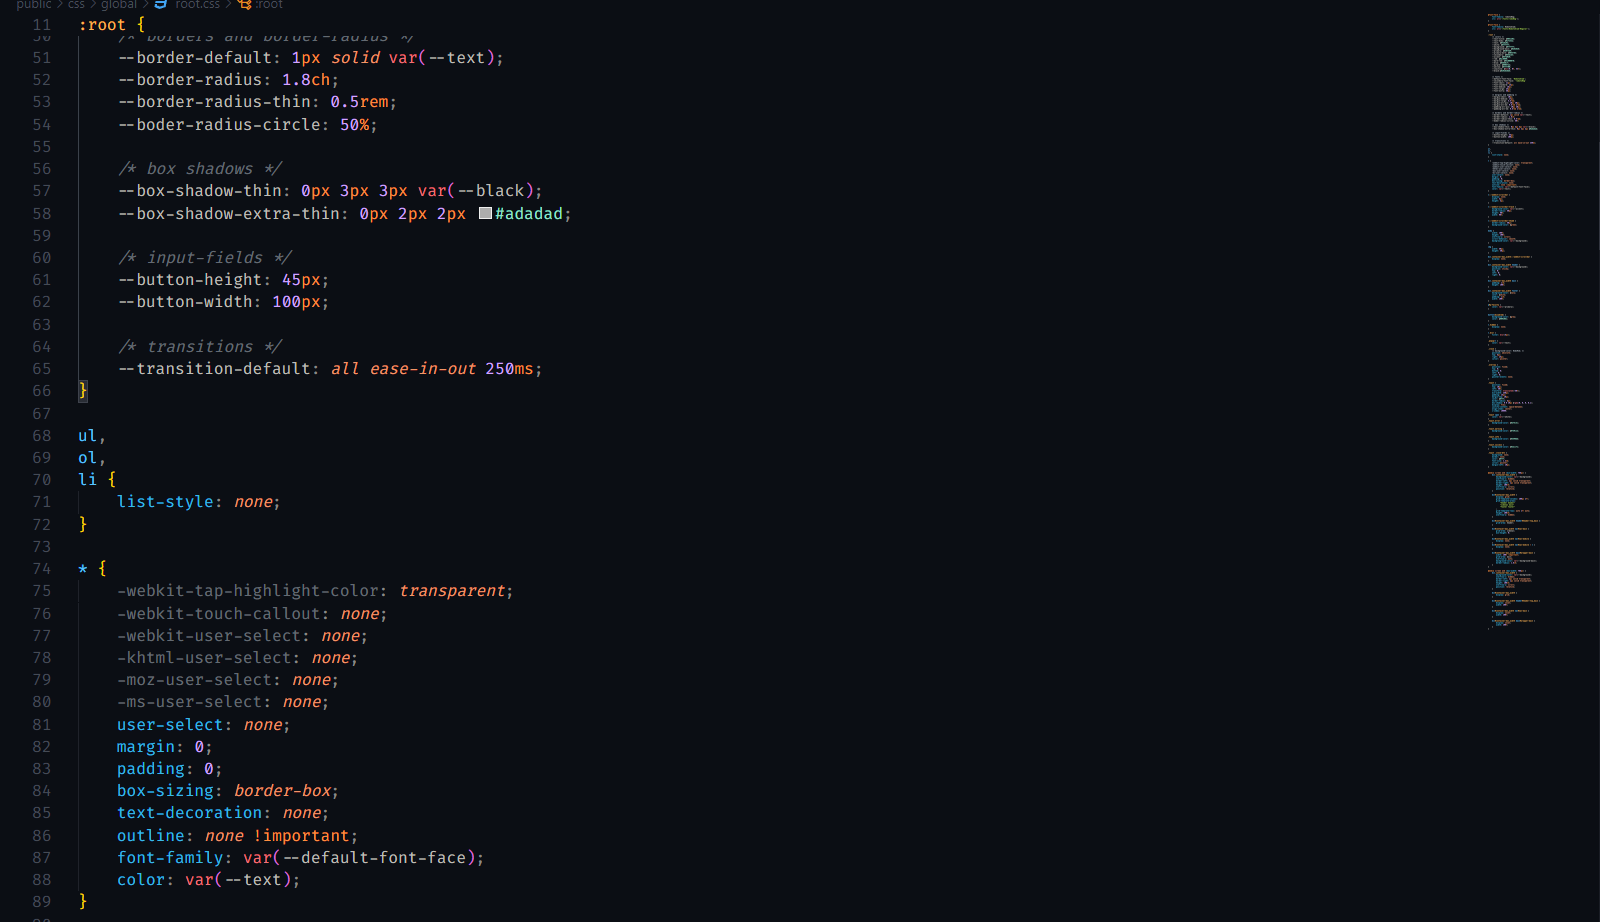 public > css > global > root.css > :root
11 :root {
50 /* borders and border-radius */
51 --border-default: 1px solid var(--text);
52 --border-radius: 1.8ch;
53 --border-radius-thin: 0.5rem;
54 --boder-radius-circle: 50%;
55
56 /* box shadows */
57 --box-shadow-thin: 0px 3px 3px var(--black);
58 --box-shadow-extra-thin: 0px 2px 2px #adadad;
59
60 /* input-fields */
61 --button-height: 45px;
62 --button-width: 100px;
63
64 /* transitions */
65 --transition-default: all ease-in-out 250ms;
66 }
67
68 ul,
69 ol,
70 li {
71 list-style: none;
72 }
73
74 * {
75 -webkit-tap-highlight-color: transparent;
76 -webkit-touch-callout: none;
77 -webkit-user-select: none;
78 -khtml-user-select: none;
79 -moz-user-select: none;
80 -ms-user-select: none;
81 user-select: none;
82 margin: 0;
83 padding: 0;
84 box-sizing: border-box;
85 text-decoration: none;
86 outline: none !important;
87 font-family: var(--default-font-face);
88 color: var(--text);
89 }